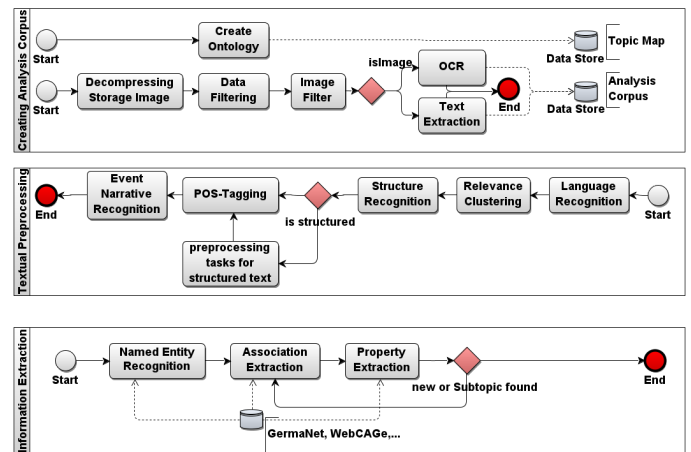 Creating Analysis Corpus
Start
Create
Ontology
Data Store
Topic Map
Start
Decompressing
Storage Image
Data
Filtering
Image
Filter
isImage
OCR
Text
Extraction
End
Data Store
Analysis
Corpus
Textual Preprocessing
End
Event
Narrative
Recognition
POS-Tagging
is structured
Structure
Recognition
Relevance
Clustering
Language
Recognition
Start
preprocessing
tasks for
structured text
Information Extraction
Start
Named Entity
Recognition
Association
Extraction
Property
Extraction
new or Subtopic found
End
GermaNet, WebCAGe,...